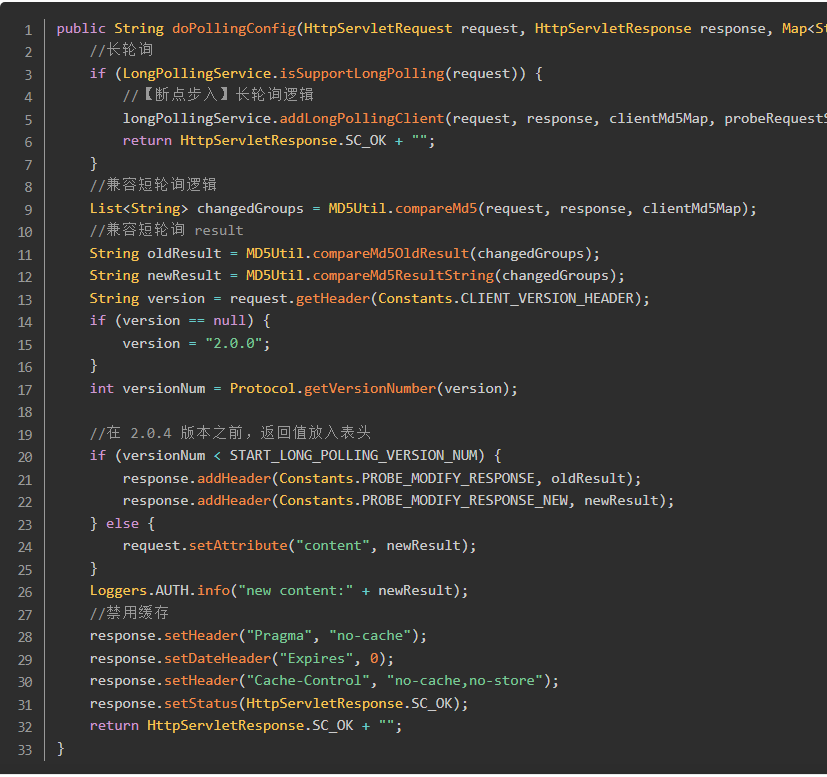 1 public String doPollingConfig(HttpServletRequest request, HttpServletResponse response, Map<St
2 //长轮询
3 if (LongPollingService.isSupportLongPolling(request)) {
4 //【断点步入】长轮询逻辑
5 longPollingService.addLongPollingClient(request, response, clientMd5Map, probeRequestS
6 return HttpServletResponse.SC_OK + "";
7 }
8 //兼容短轮询逻辑
9 List<String> changedGroups = MD5Util.compareMd5(request, response, clientMd5Map);
10 //兼容短轮询 result
11 String oldResult = MD5Util.compareMd5OldResult(changedGroups);
12 String newResult = MD5Util.compareMd5ResultString(changedGroups);
13 String version = request.getHeader(Constants.CLIENT_VERSION_HEADER);
14 if (version == null) {
15 version = "2.0.0";
16 }
17 int versionNum = Protocol.getVersionNumber(version);
18
19 //在 2.0.4 版本之前，返回值放入表头
20 if (versionNum < START_LONG_POLLING_VERSION_NUM) {
21 response.addHeader(Constants.PROBE_MODIFY_RESPONSE, oldResult);
22 response.addHeader(Constants.PROBE_MODIFY_RESPONSE_NEW, newResult);
23 } else {
24 request.setAttribute("content", newResult);
25 }
26 Loggers.AUTH.info("new content:" + newResult);
27 //禁用缓存
28 response.setHeader("Pragma", "no-cache");
29 response.setDateHeader("Expires", 0);
30 response.setHeader("Cache-Control", "no-cache,no-store");
31 response.setStatus(HttpServletResponse.SC_OK);
32 return HttpServletResponse.SC_OK + "";
33 }